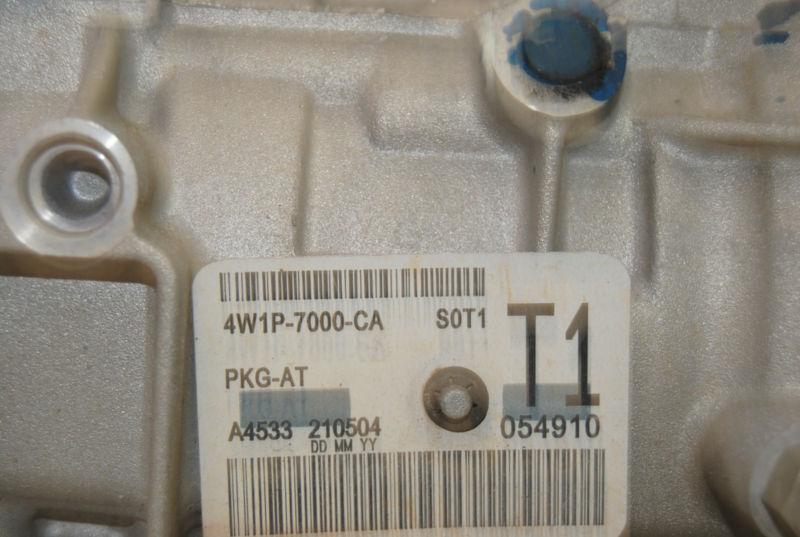 4W1P-7000-CA S0T1 T1
PKG-AT
A4533 210504 054910
DD MM YY